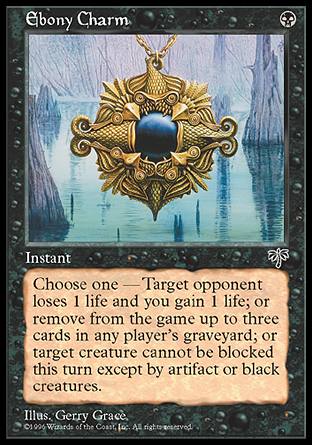 Ebony Charm
Instant
Choose one — Target opponent
loses 1 life and you gain 1 life; or
remove from the game up to three
cards in any player's graveyard; or
target creature cannot be blocked
this turn except by artifact or black
creatures.
Illus. Gerry Grace
©1996 Wizards of the Coast, Inc. All rights reserved.